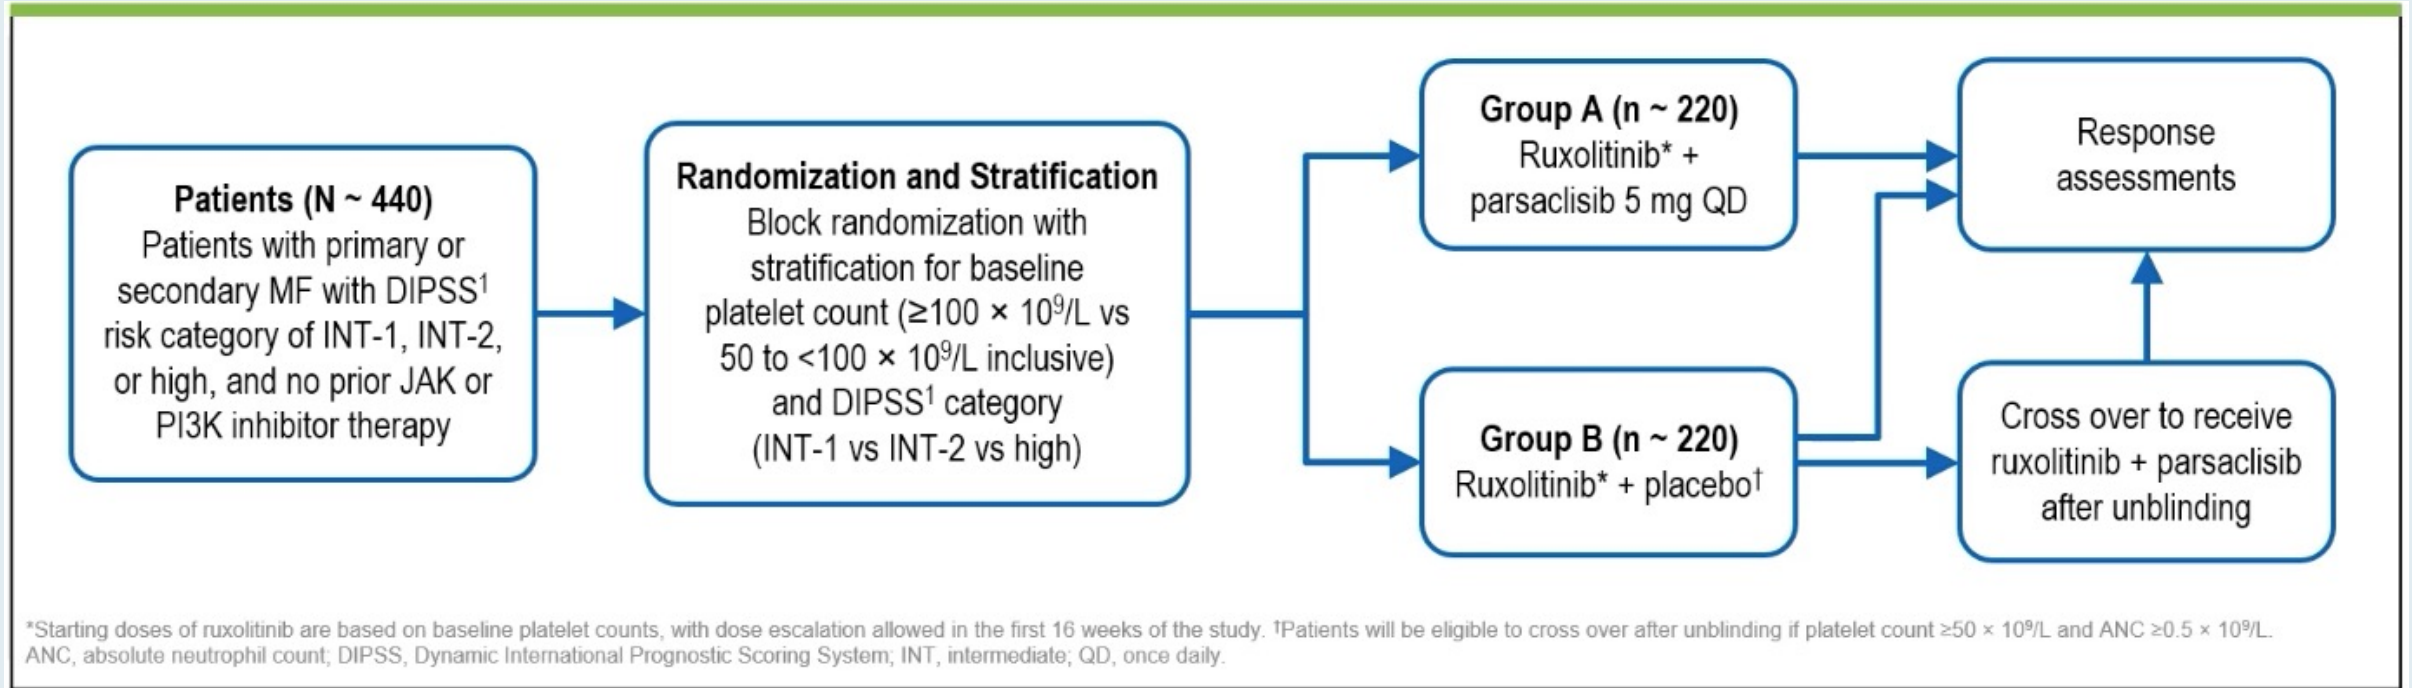 Patients (N ~ 440)
Patients with primary or
secondary MF with DIPSS¹
risk category of INT-1, INT-2,
or high, and no prior JAK or
PI3K inhibitor therapy
Randomization and Stratification
Block randomization with
stratification for baseline
platelet count (≥100 × 10⁹/L vs
50 to <100 × 10⁹/L inclusive)
and DIPSS¹ category
(INT-1 vs INT-2 vs high)
Group A (n ~ 220)
Ruxolitinib* +
parsaclisib 5 mg QD
Group B (n ~ 220)
Ruxolitinib* + placebo†
Response
assessments
Cross over to receive
ruxolitinib + parsaclisib
after unblinding
*Starting doses of ruxolitinib are based on baseline platelet counts, with dose escalation allowed in the first 16 weeks of the study. †Patients will be eligible to cross over after unblinding if platelet count ≥50 × 10⁹/L and ANC ≥0.5 × 10⁹/L.
ANC, absolute neutrophil count; DIPSS, Dynamic International Prognostic Scoring System; INT, intermediate; QD, once daily.